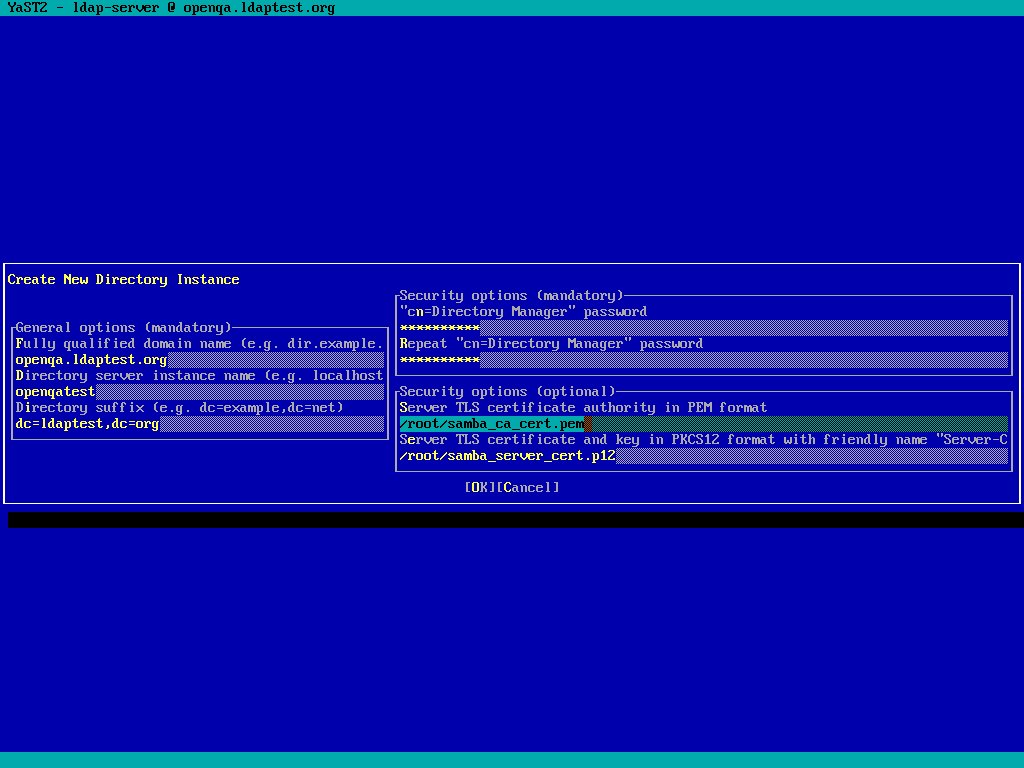 YaST2 - ldap-server @ openqa.ldaptest.org
Create New Directory Instance
General options (mandatory)
Fully qualified domain name (e.g. dir.example.
openqa.ldaptest.org
Directory server instance name (e.g. localhost
openqatest
Directory suffix (e.g. dc=example,dc=net)
dc=ldaptest,dc=org
Security options (mandatory)
"cn=Directory Manager" password
**********
Repeat "cn=Directory Manager" password
**********
Security options (optional)
Server TLS certificate authority in PEM format
/root/samba_ca_cert.pem
Server TLS certificate and key in PKCS12 format with friendly name "Server-C
/root/samba_server_cert.p12
[OK][Cancel]